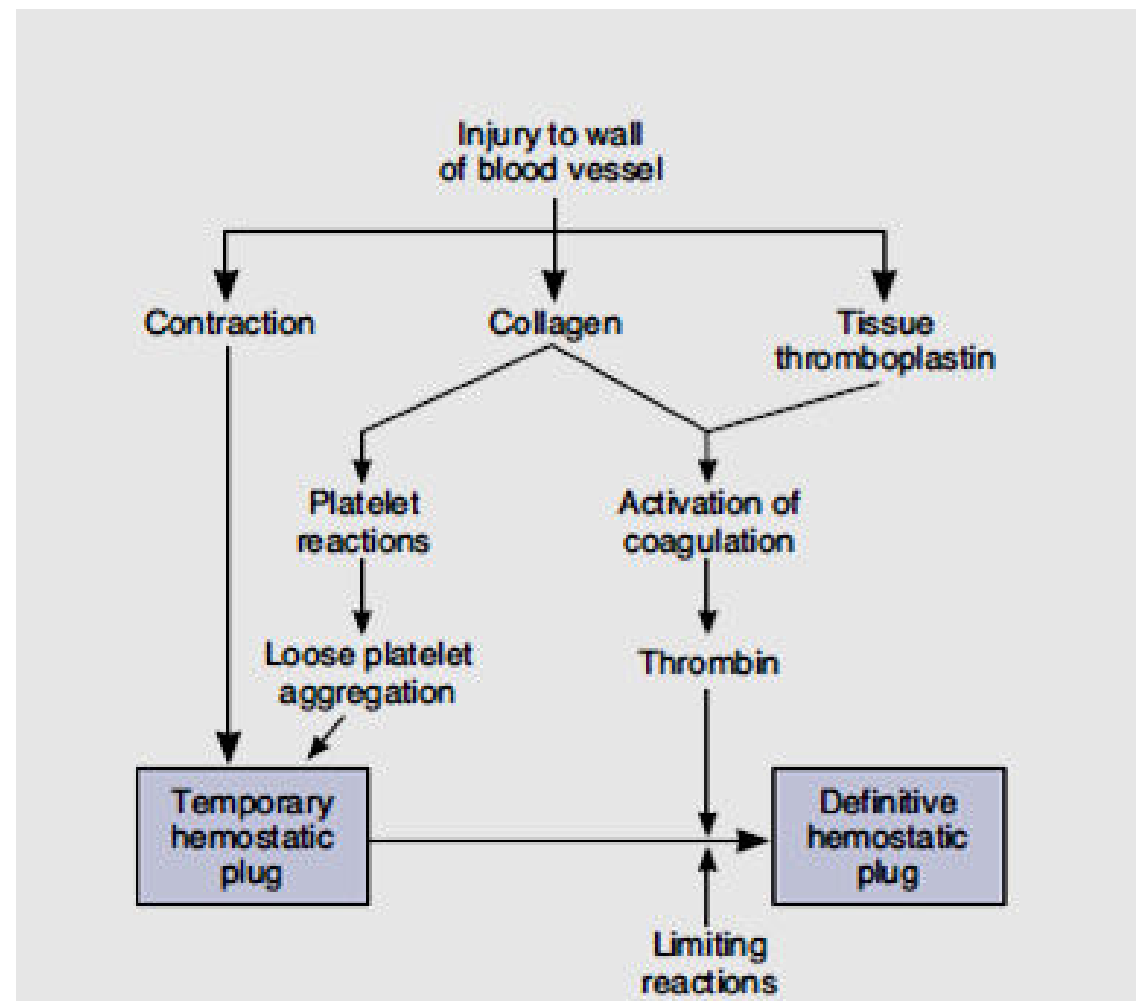 Injury to wall
of blood vessel
Contraction
Collagen
Tissue
thromboplastin
Platelet
reactions
Activation of
coagulation
Loose platelet
aggregation
Thrombin
Temporary
hemostatic
plug
Definitive
hemostatic
plug
Limiting
reactions